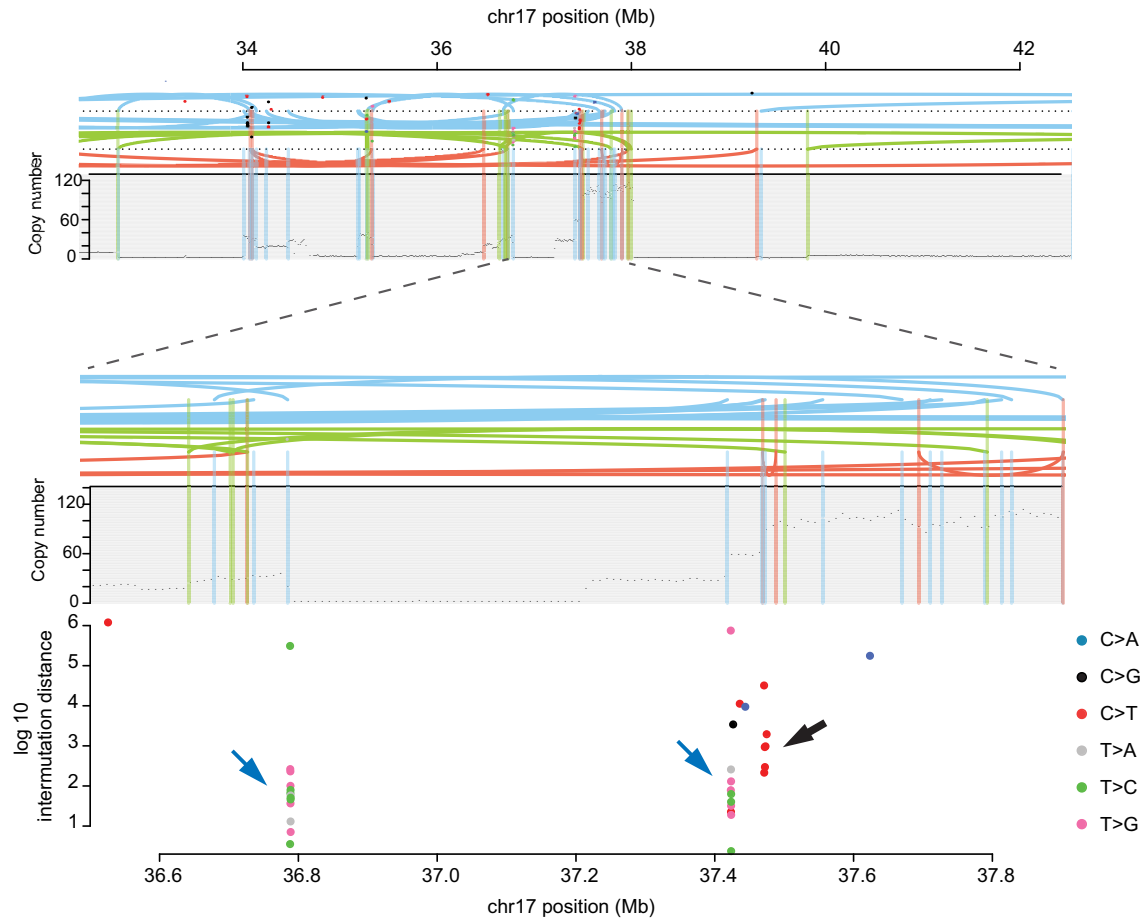 chr17 position (Mb)
34 36 38 40 42
Copy number
120
60
0
Copy number
120
60
0
log 10
intermutation distance
6
5
4
3
2
1
C>A
C>G
C>T
T>A
T>C
T>G
36.6 36.8 37.0 37.2 37.4 37.6 37.8
chr17 position (Mb)